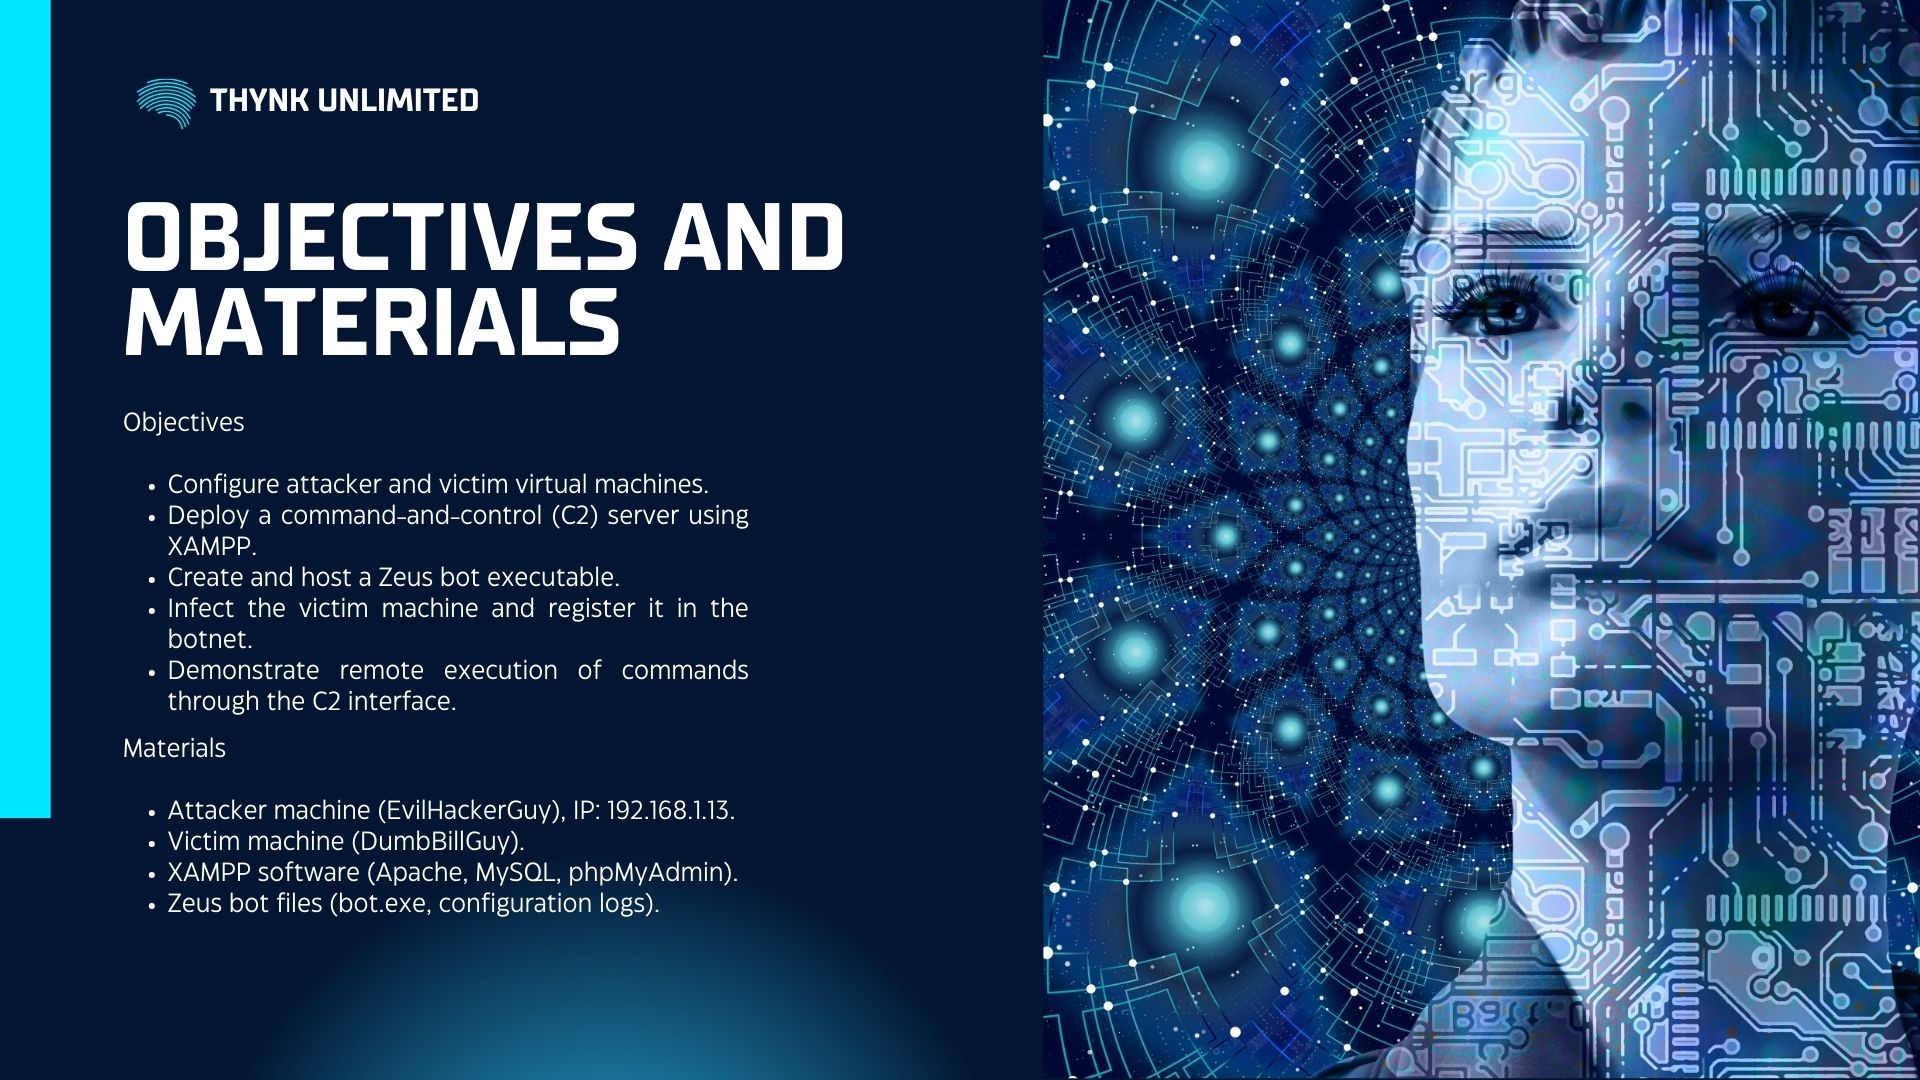 THYNK UNLIMITED
OBJECTIVES AND
MATERIALS
Objectives
• Configure attacker and victim virtual machines.
• Deploy a command-and-control (C2) server using
XAMPP.
• Create and host a Zeus bot executable.
• Infect the victim machine and register it in the
botnet.
• Demonstrate remote execution of commands
through the C2 interface.
Materials
• Attacker machine (EvilHackerGuy), IP: 192.168.1.13.
• Victim machine (DumbBillGuy).
• XAMPP software (Apache, MySQL, phpMyAdmin).
• Zeus bot files (bot.exe, configuration logs).